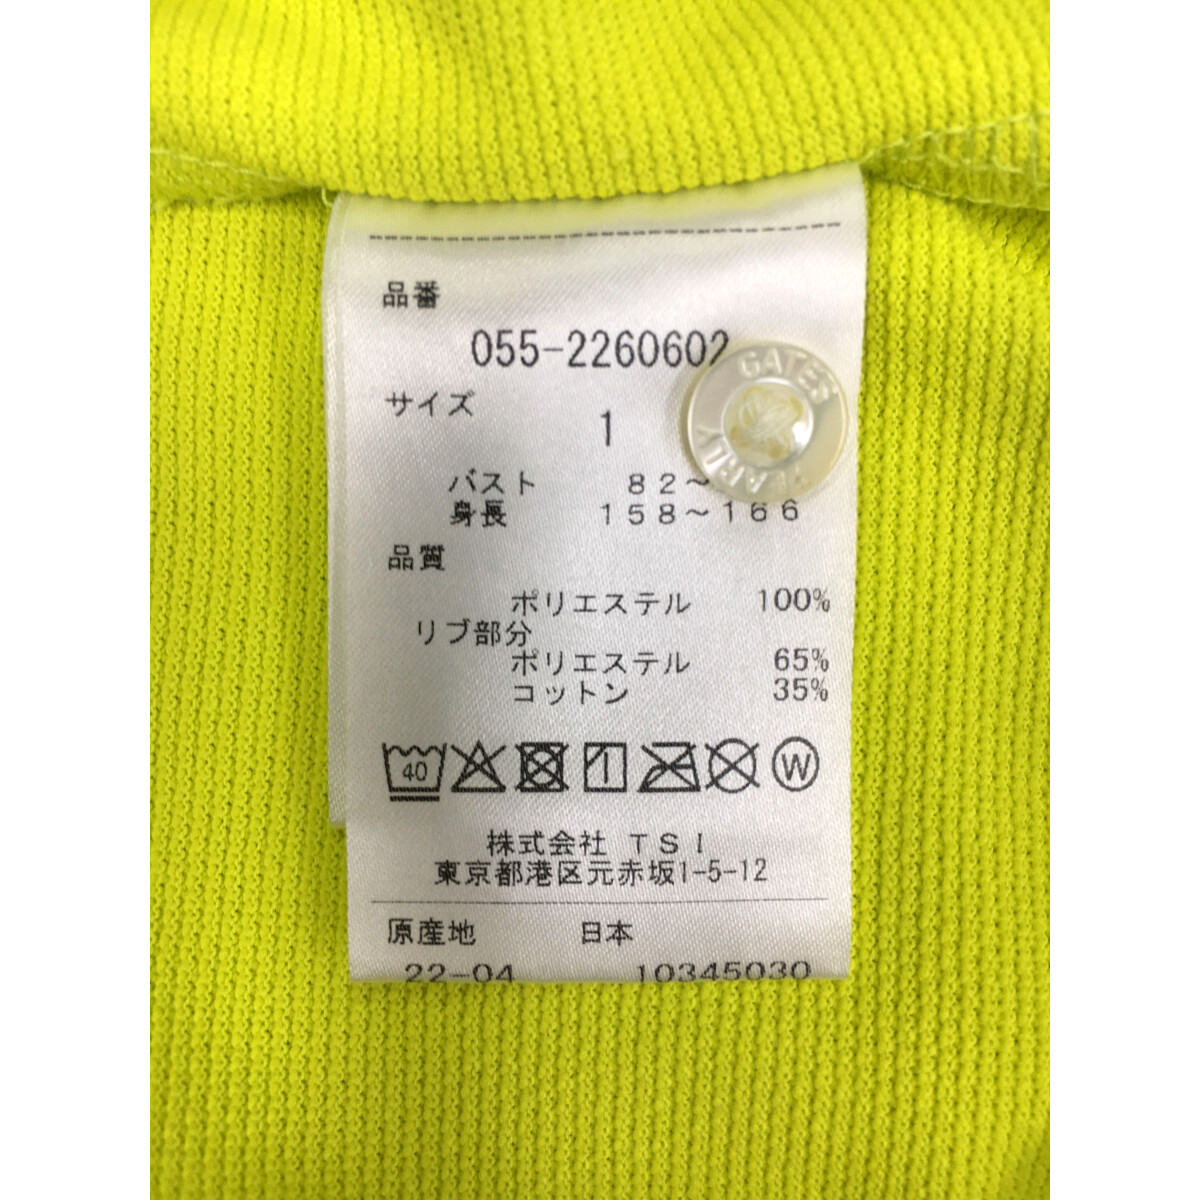 品番
055-2260602
GATES
サイズ
1
バスト 82～
身長 158～166
品質
ポリエステル 100%
リブ部分
ポリエステル 65%
コットン 35%
40
W
株式会社 TSI
東京都港区元赤坂1-5-12
原産地 日本
22-04 10345030